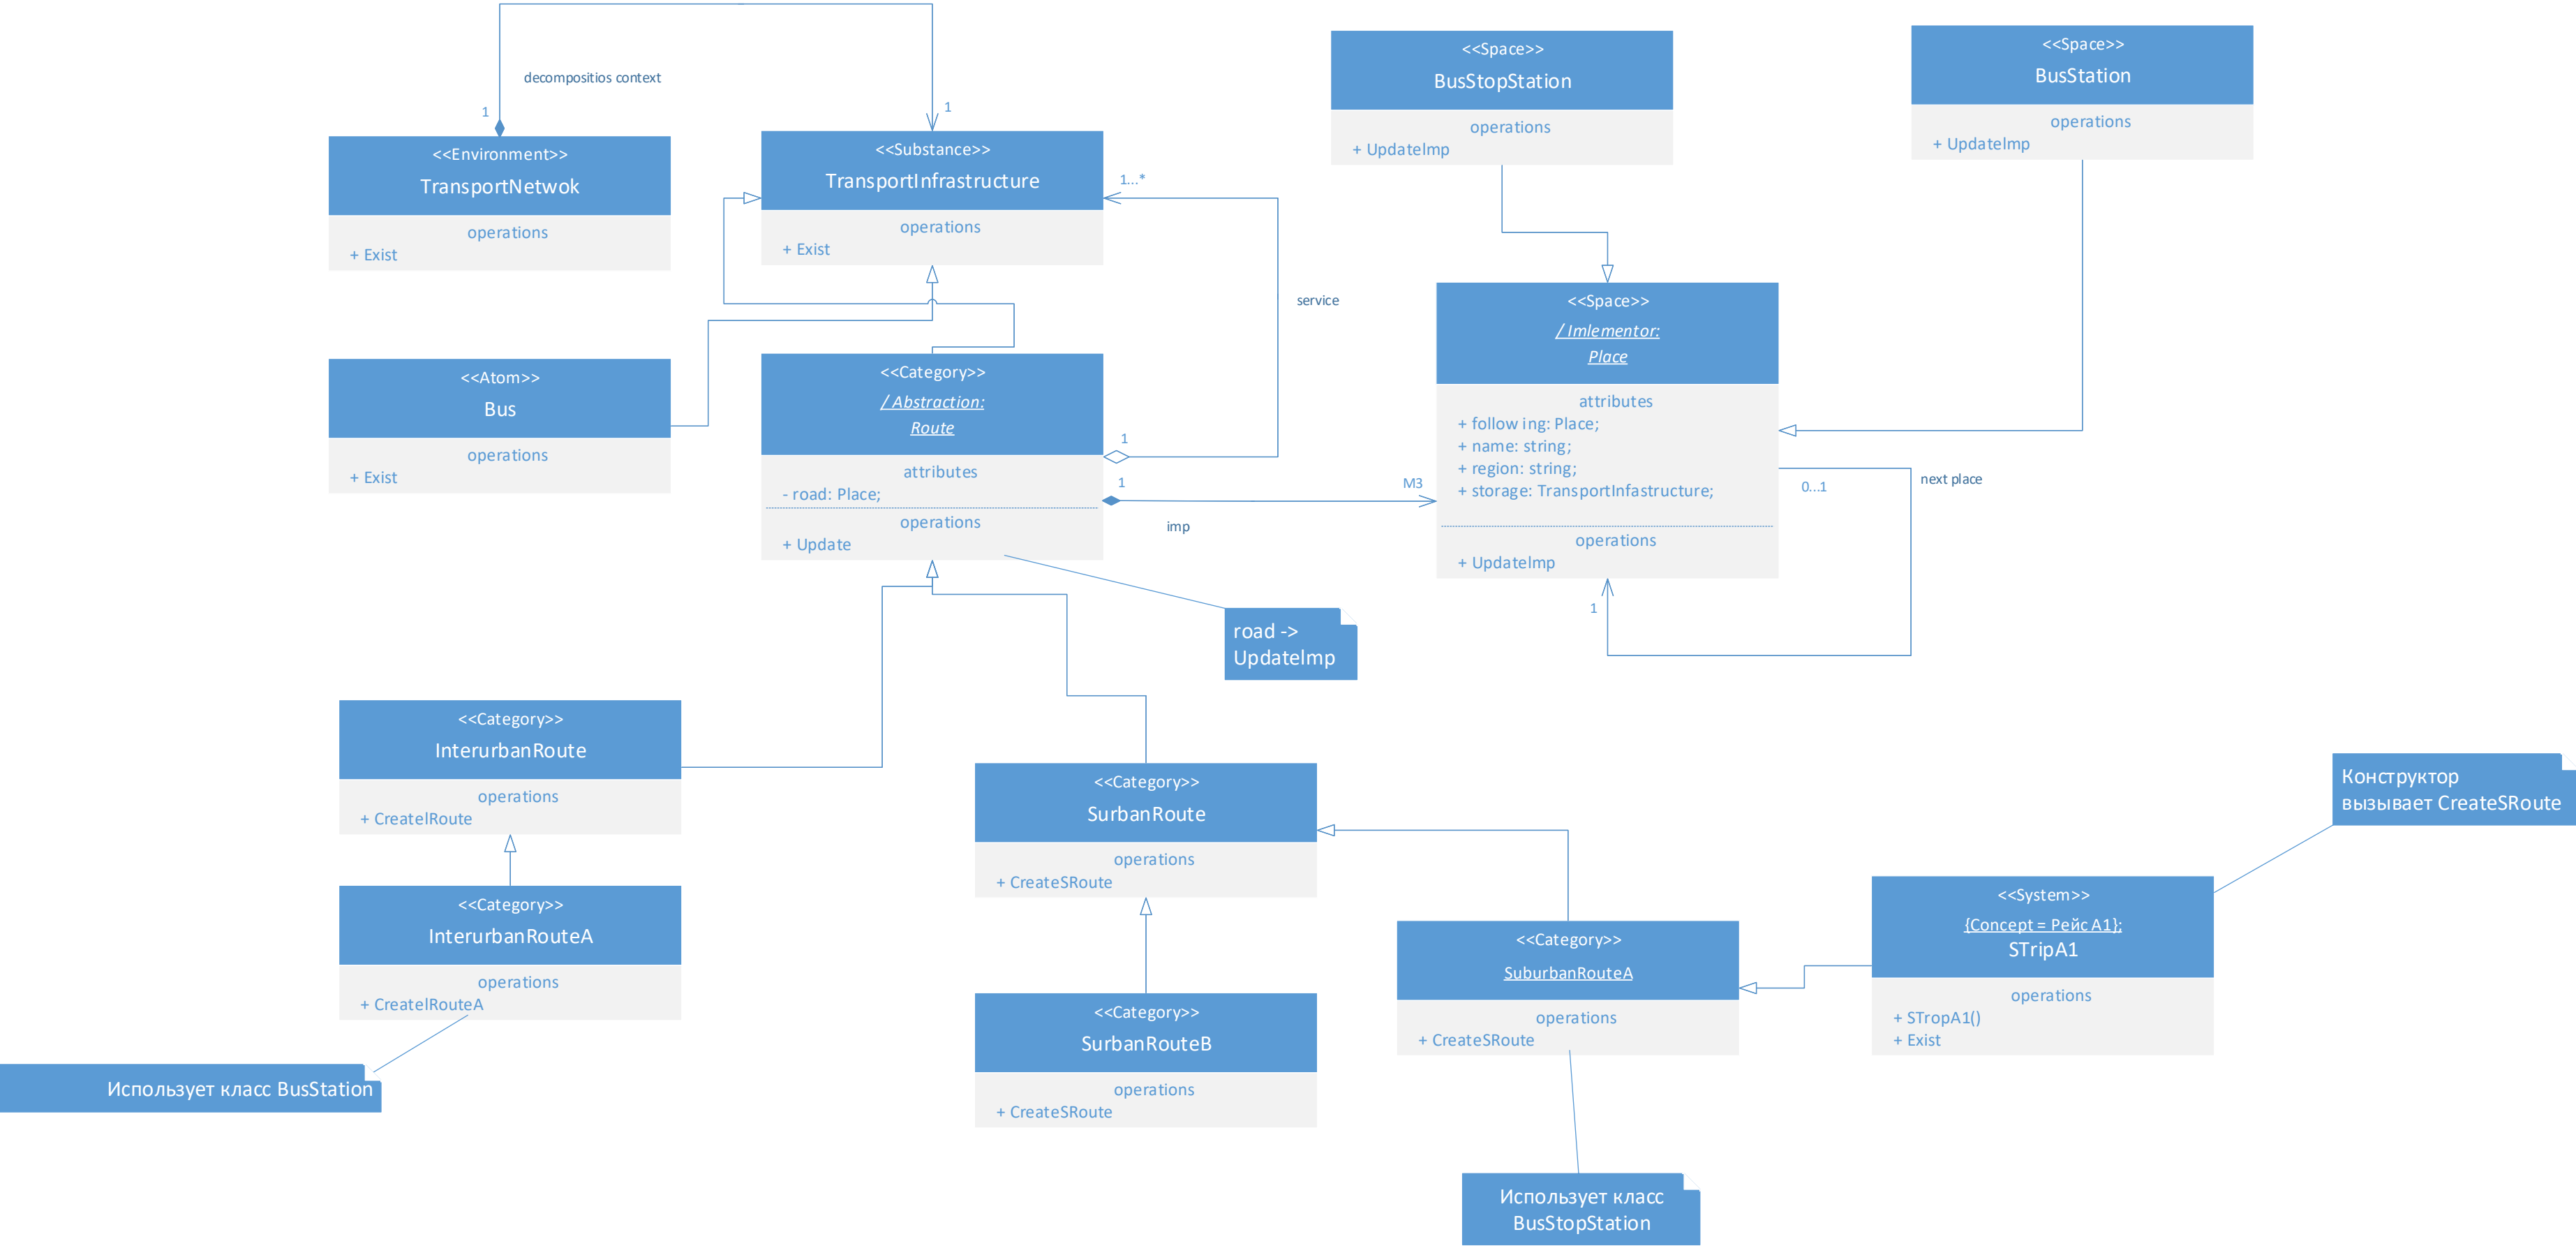 decompositios context
1
1
<<Environment>>
TransportNetwok
operations
+ Exist
<<Substance>>
TransportInfrastructure
operations
+ Exist
1...*
service
<<Space>>
BusStopStation
operations
+ UpdateImp
<<Space>>
BusStation
operations
+ UpdateImp
<<Atom>>
Bus
operations
+ Exist
<<Category>>
/ Abstraction:
Route
attributes
- road: Place;
operations
+ Update
1
1
imp
M3
<<Space>>
/ Imlementor:
Place
attributes
+ following: Place;
+ name: string;
+ region: string;
+ storage: TransportInfastructure;
operations
+ UpdateImp
0...1
next place
1
road ->
UpdateImp
<<Category>>
InterurbanRoute
operations
+ CreateIRoute
<<Category>>
InterurbanRouteA
operations
+ CreateIRouteA
Использует класс BusStation
<<Category>>
SurbanRoute
operations
+ CreateSRoute
<<Category>>
SurbanRouteB
operations
+ CreateSRoute
<<Category>>
SuburbanRouteA
operations
+ CreateSRoute
Использует класс
BusStopStation
<<System>>
{Concept = Рейс A1};
STripA1
operations
+ STropA1()
+ Exist
Конструктор
вызывает CreateSRoute